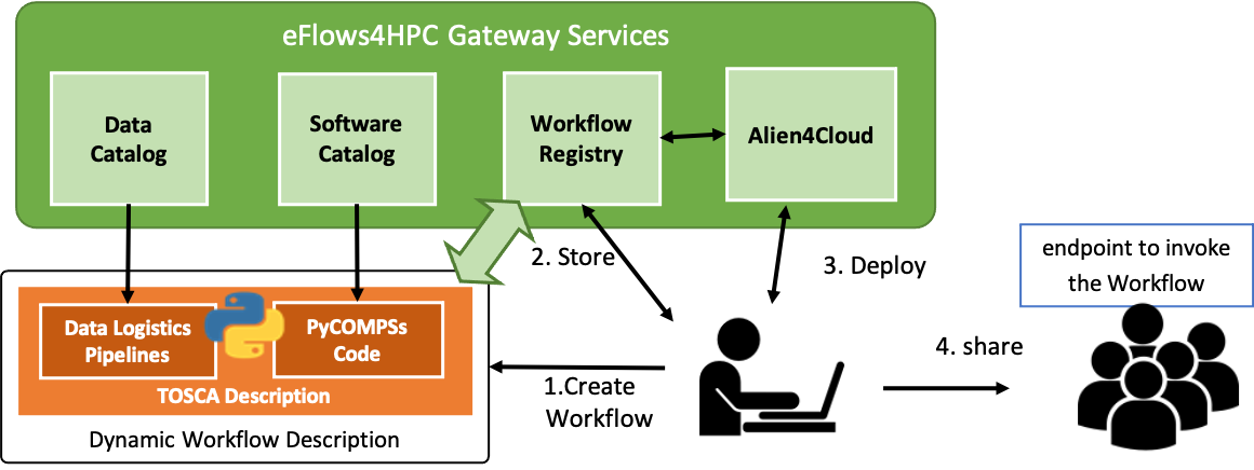 eFlows4HPC Gateway Services
Data
Catalog
Software
Catalog
Workflow
Registry
Alien4Cloud
2. Store
3. Deploy
endpoint to invoke
the Workflow
Data Logistics
Pipelines
PyCOMPSs
Code
TOSCA Description
Dynamic Workflow Description
1.Create
Workflow
4. share